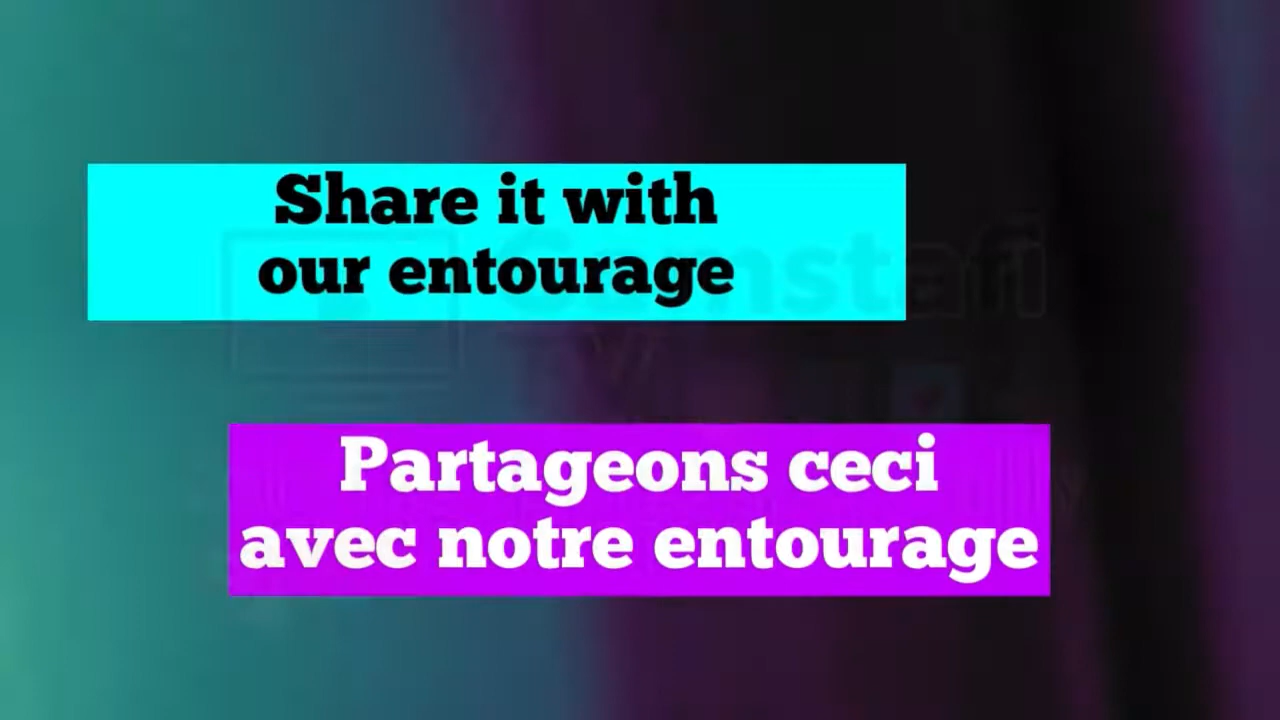 Share it with
our entourage
Partageons ceci
avec notre entourage